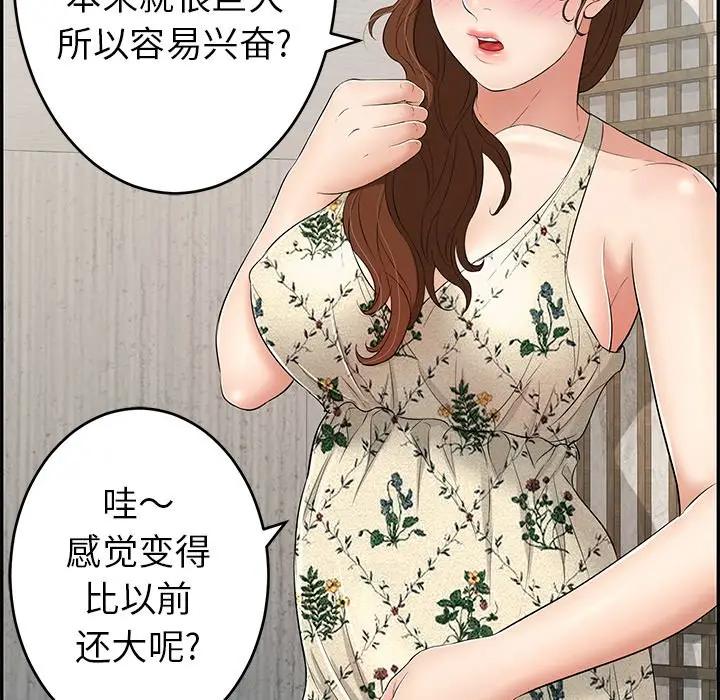 本来就很巨大
所以容易兴奋?
哇～
感觉变得
比以前
还大呢?